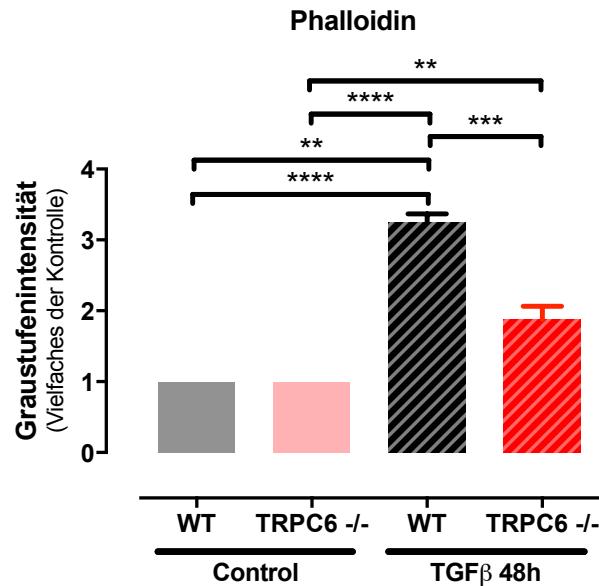 Phalloidin
**
****
***
**
****
Graustufenintensität
(Vielfaches der Kontrolle)
4
3
2
1
0
WT TRPC6 -/- WT TRPC6 -/-
Control TGFβ 48h